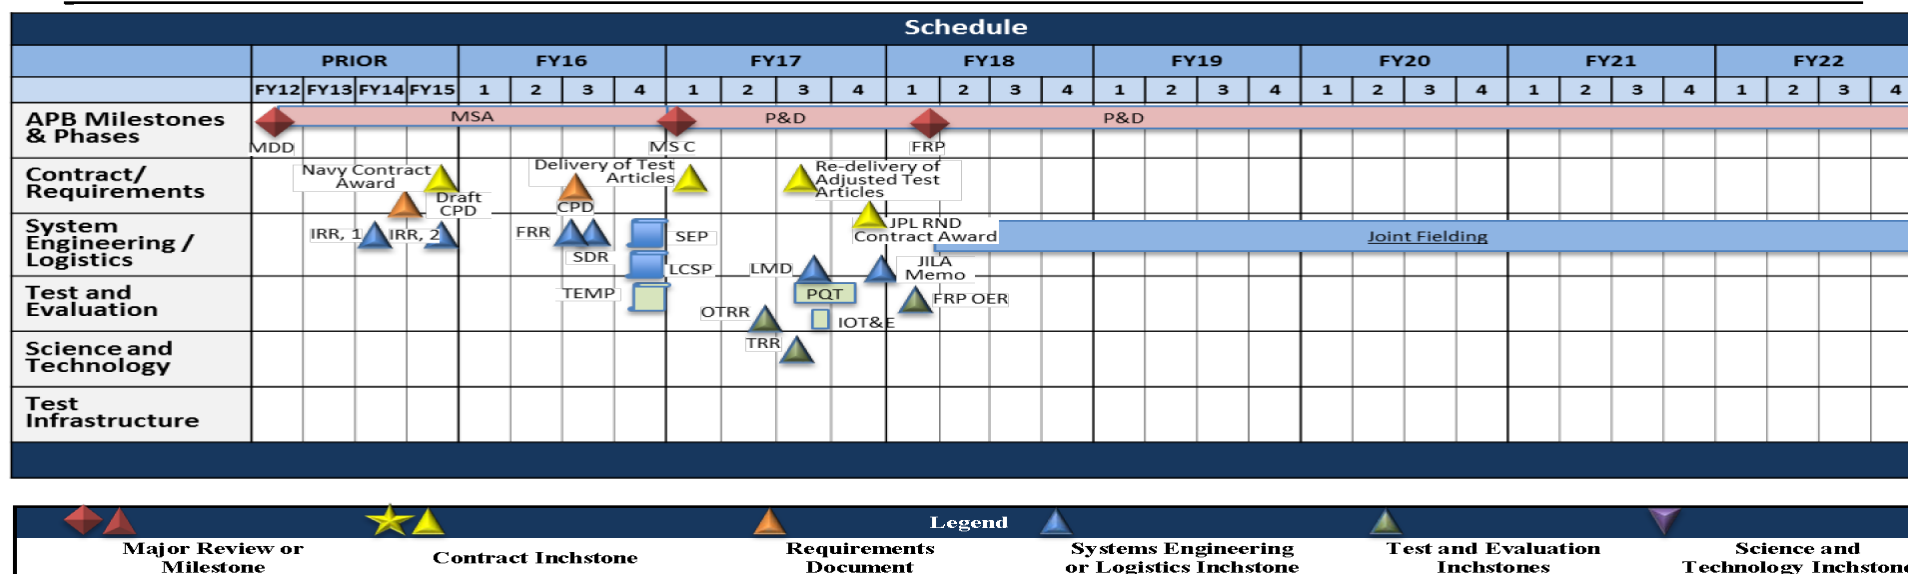 Schedule
PRIOR FY16 FY17 FY18 FY19 FY20 FY21 FY22
FY12 FY13 FY14 FY15 1 2 3 4 1 2 3 4 1 2 3 4 1 2 3 4 1 2 3 4 1 2 3 4 1 2 3 4
APB Milestones
& Phases
MSA P&D P&D
MDD MS C FRP
Contract/
Requirements
Navy Contract
Award
Draft
CPD
Delivery of Test
Articles
CPD
Re-delivery of
Adjusted Test
Articles
System
Engineering /
Logistics
IRR, 1 IRR, 2
FRR
SDR
SEP
LCSP
JPL RND
Contract Award
LMD
JILA
Memo
Joint Fielding
Test and
Evaluation
TEMP
OTRR
PQT
IOT&E
FRP OER
Science and
Technology
TRR
Test
Infrastructure
Legend
Major Review or
Milestone
Contract Inchstone
Requirements
Document
Systems Engineering
or Logistics Inchstone
Test and Evaluation
Inchstones
Science and
Technology Inchstone